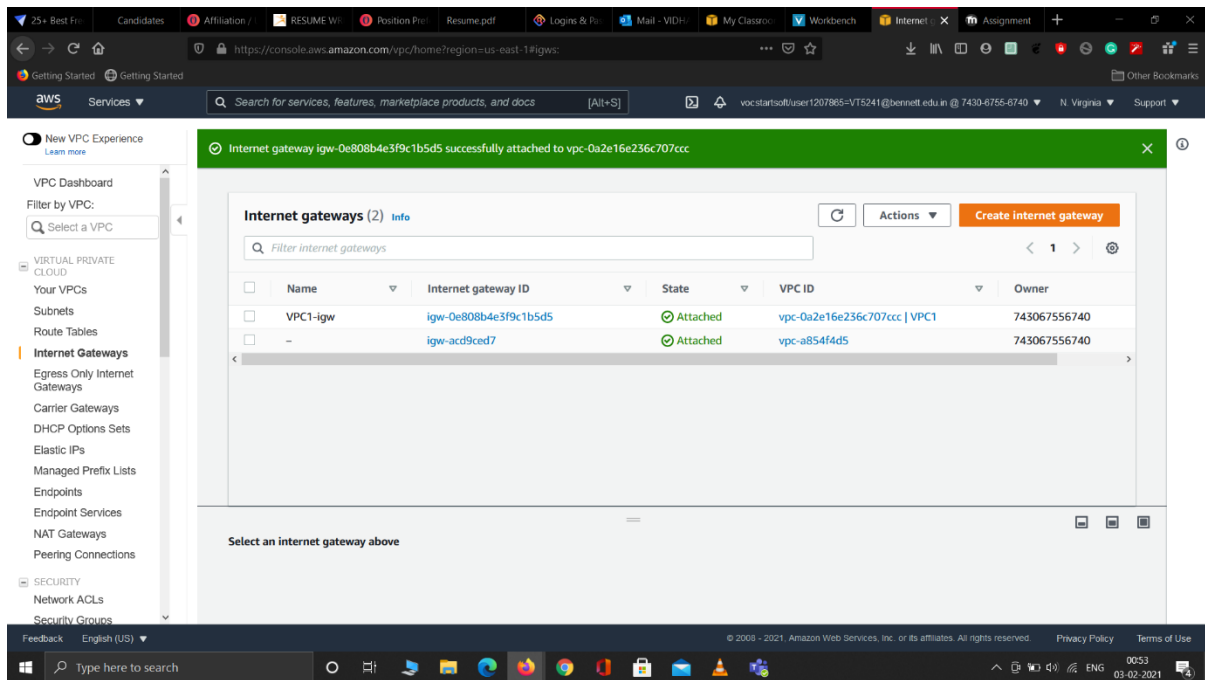 25+ Best Fre
Candidates
Affiliation /
RESUME WR
Position Pref
Resume.pdf
Logins & Pas
Mail - VIDHA
My Classroo
Workbench
Internet g
Assignment
https://console.aws.amazon.com/vpc/home?region=us-east-1#igws:
Getting Started
Getting Started
Other Bookmarks
aws
Services
Search for services, features, marketplace products, and docs
[Alt+S]
vocstartsoft/user1207865=VT5241@bennett.edu.in @ 7430-6755-6740
N. Virginia
Support
New VPC Experience
Learn more
VPC Dashboard
Filter by VPC:
Select a VPC
VIRTUAL PRIVATE
CLOUD
Your VPCs
Subnets
Route Tables
Internet Gateways
Egress Only Internet
Gateways
Carrier Gateways
DHCP Options Sets
Elastic IPs
Managed Prefix Lists
Endpoints
Endpoint Services
NAT Gateways
Peering Connections
SECURITY
Network ACLs
Security Groups
Internet gateway igw-0e808b4e3f9c1b5d5 successfully attached to vpc-0a2e16e236c707ccc
Internet gateways (2) Info
Actions
Create internet gateway
Filter internet gateways
1
Name Internet gateway ID State VPC ID Owner
VPC1-igw igw-0e808b4e3f9c1b5d5 Attached vpc-0a2e16e236c707ccc | VPC1 743067556740
– igw-acd9ced7 Attached vpc-a854f4d5 743067556740
Select an internet gateway above
Feedback
English (US)
© 2008 - 2021, Amazon Web Services, Inc. or its affiliates. All rights reserved.
Privacy Policy
Terms of Use
Type here to search
ENG
00:53
03-02-2021